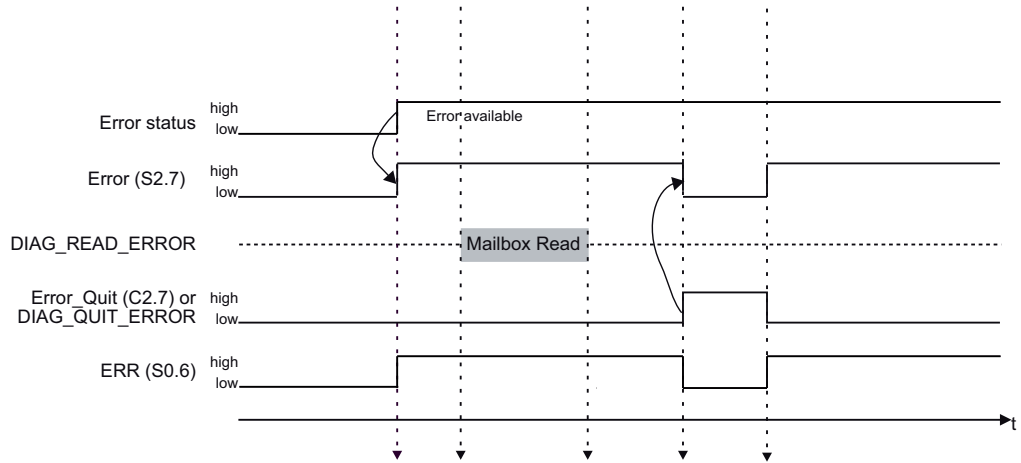 Error status high
low
Error available
Error (S2.7) high
low
DIAG_READ_ERROR Mailbox Read
Error_Quit (C2.7) or high
DIAG_QUIT_ERROR low
ERR (S0.6) high
low
t